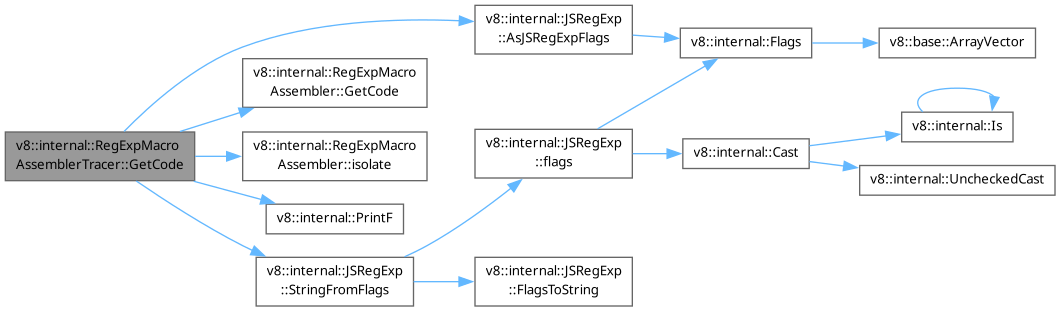 v8::internal::RegExpMacro
AssemblerTracer::GetCode
v8::internal::JSRegExp
::AsJSRegExpFlags
v8::internal::RegExpMacro
Assembler::GetCode
v8::internal::RegExpMacro
Assembler::isolate
v8::internal::PrintF
v8::internal::JSRegExp
::StringFromFlags
v8::internal::JSRegExp
::flags
v8::internal::JSRegExp
::FlagsToString
v8::internal::Flags
v8::internal::Cast
v8::base::ArrayVector
v8::internal::Is
v8::internal::UncheckedCast